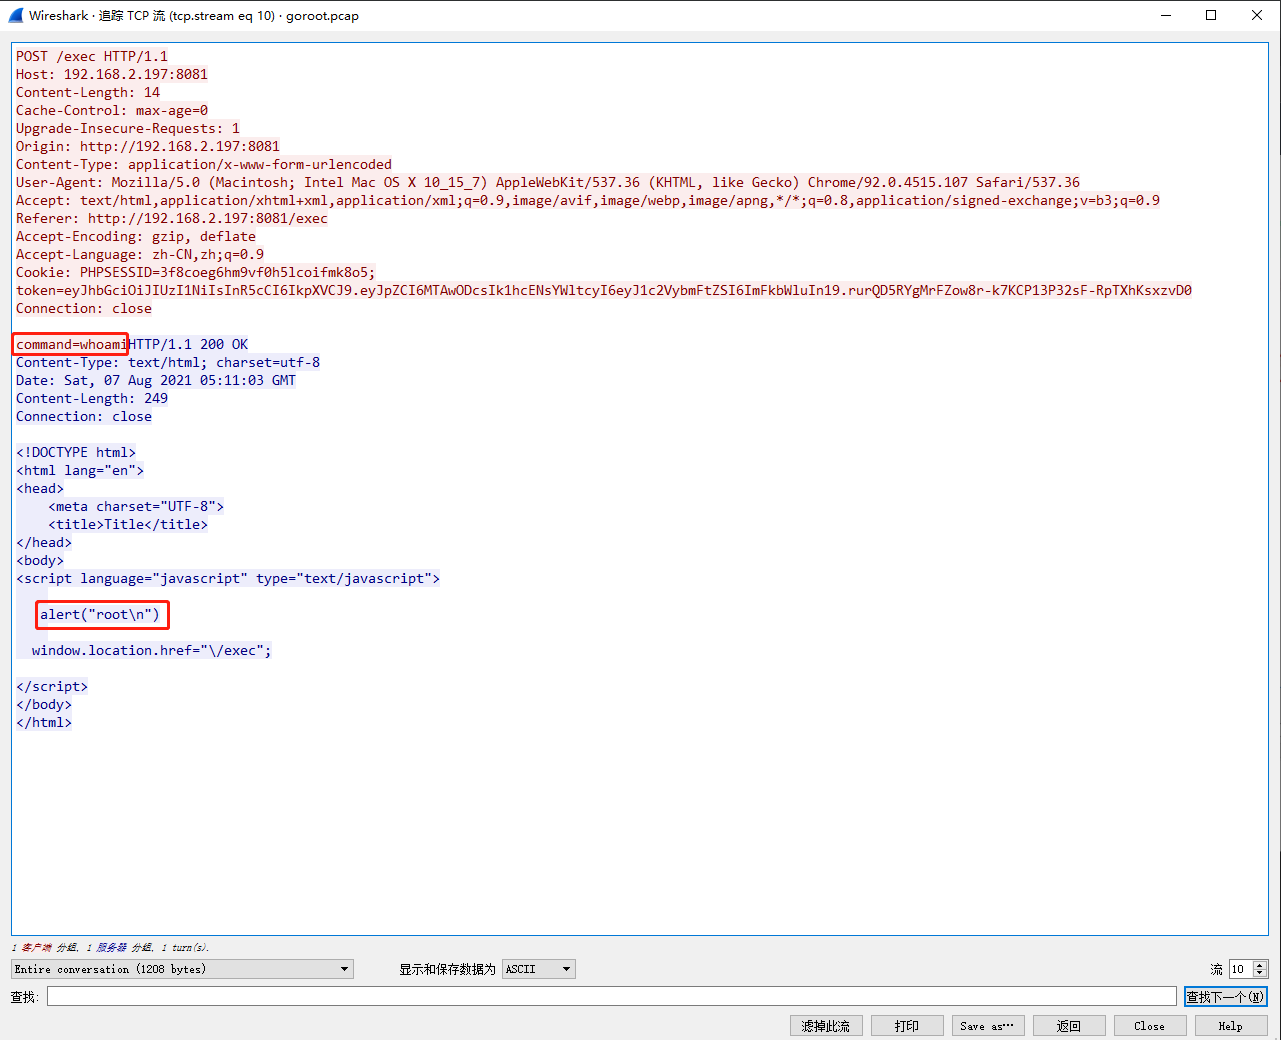 Wireshark · 追踪 TCP 流 (tcp.stream eq 10) · goroot.pcap
POST /exec HTTP/1.1
Host: 192.168.2.197:8081
Content-Length: 14
Cache-Control: max-age=0
Upgrade-Insecure-Requests: 1
Origin: http://192.168.2.197:8081
Content-Type: application/x-www-form-urlencoded
User-Agent: Mozilla/5.0 (Macintosh; Intel Mac OS X 10_15_7) AppleWebKit/537.36 (KHTML, like Gecko) Chrome/92.0.4515.107 Safari/537.36
Accept: text/html,application/xhtml+xml,application/xml;q=0.9,image/avif,image/webp,image/apng,*/*;q=0.8,application/signed-exchange;v=b3;q=0.9
Referer: http://192.168.2.197:8081/exec
Accept-Encoding: gzip, deflate
Accept-Language: zh-CN,zh;q=0.9
Cookie: PHPSESSID=3f8coeg6hm9vf0h5lcoifmk8o5;
token=eyJhbGciOiJIUzI1NiIsInR5cCI6IkpXVCJ9.eyJpZCI6MTAwODcsIk1hcENsYWltcyI6eyJ1c2VybmFtZSI6ImFkbWluIn19.rurQD5RYgMrFZow8r-k7KCP13P32sF-RpTXhKsxzvD0
Connection: close
command=whoamiHTTP/1.1 200 OK
Content-Type: text/html; charset=utf-8
Date: Sat, 07 Aug 2021 05:11:03 GMT
Content-Length: 249
Connection: close
<!DOCTYPE html>
<html lang="en">
<head>
    <meta charset="UTF-8">
    <title>Title</title>
</head>
<body>
<script language="javascript" type="text/javascript">
   alert("root\n")
  window.location.href="\/exec";
</script>
</body>
</html>
1 客户端 分组, 1 服务器 分组, 1 turn(s).
Entire conversation (1208 bytes) 显示和保存数据为 ASCII 流 10
查找: 查找下一个(N)
滤掉此流 打印 Save as… 返回 Close Help